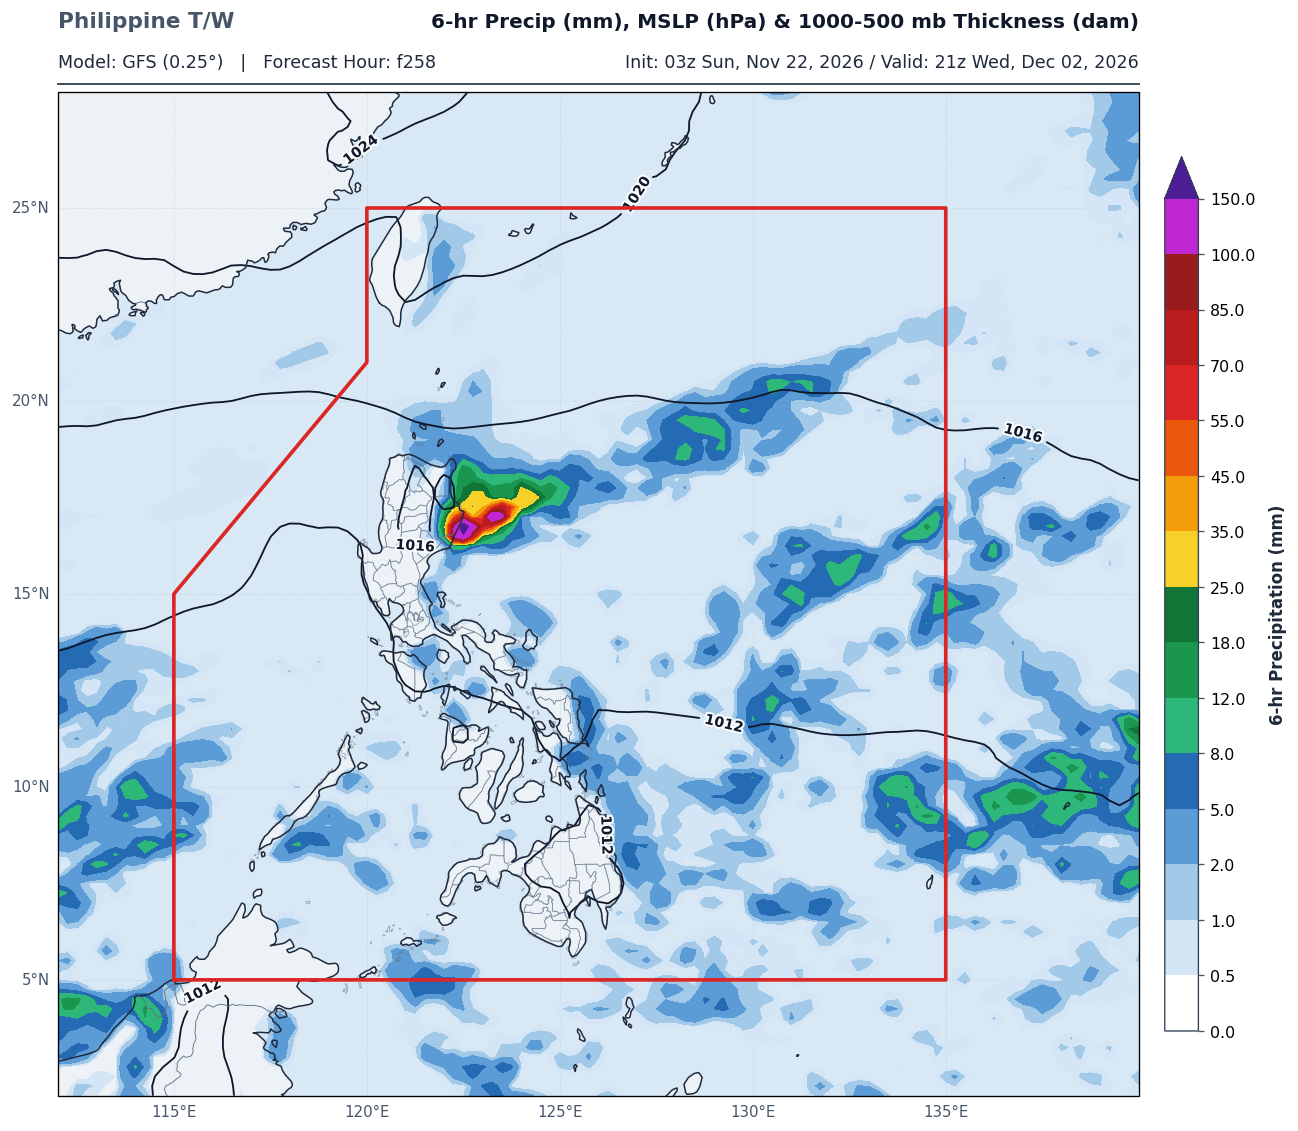 Philippine T/W
6-hr Precip (mm), MSLP (hPa) & 1000-500 mb Thickness (dam)
Model: GFS (0.25°) | Forecast Hour: f258
Init: 03z Sun, Nov 22, 2026 / Valid: 21z Wed, Dec 02, 2026
1024
1020
25°N
20°N
1016
1016
15°N
1012
10°N
1012
5°N
1012
115°E
120°E
125°E
130°E
135°E
150.0
100.0
85.0
70.0
55.0
45.0
35.0
25.0
18.0
12.0
8.0
5.0
2.0
1.0
0.5
0.0
6-hr Precipitation (mm)